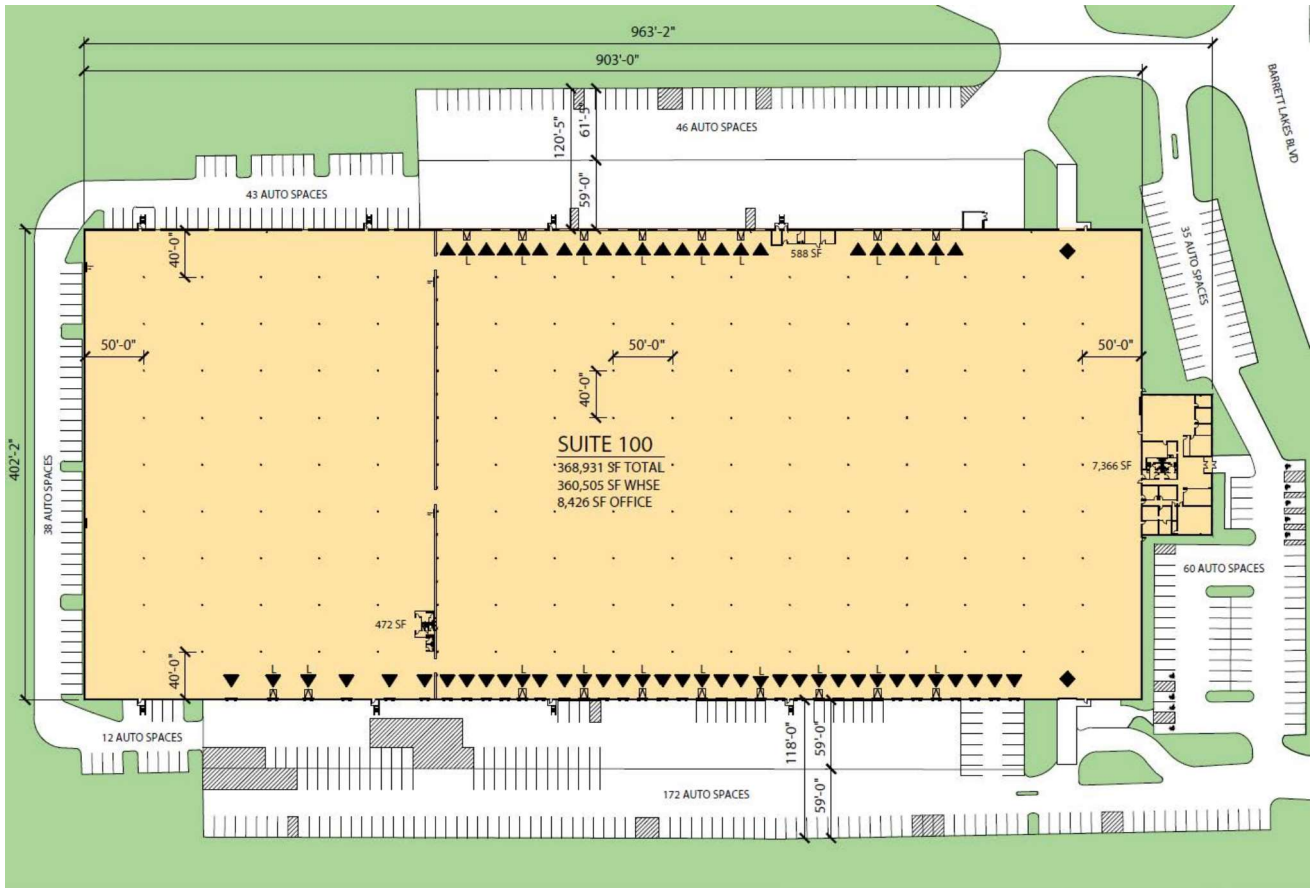 963'-2"
903'-0"
BARRETT LAKES BLVD
120'-5"
61'-5"
46 AUTO SPACES
59'-0"
43 AUTO SPACES
35 AUTO SPACES
40'-0"
588 SF
L L L L L L L L
50'-0"
50'-0"
50'-0"
40'-0"
402'-2"
38 AUTO SPACES
SUITE 100
368,931 SF TOTAL
360,505 SF WHSE
8,426 SF OFFICE
7,366 SF
60 AUTO SPACES
472 SF
40'-0"
L L L L L L L L L L
12 AUTO SPACES
118'-0"
59'-0"
59'-0"
172 AUTO SPACES